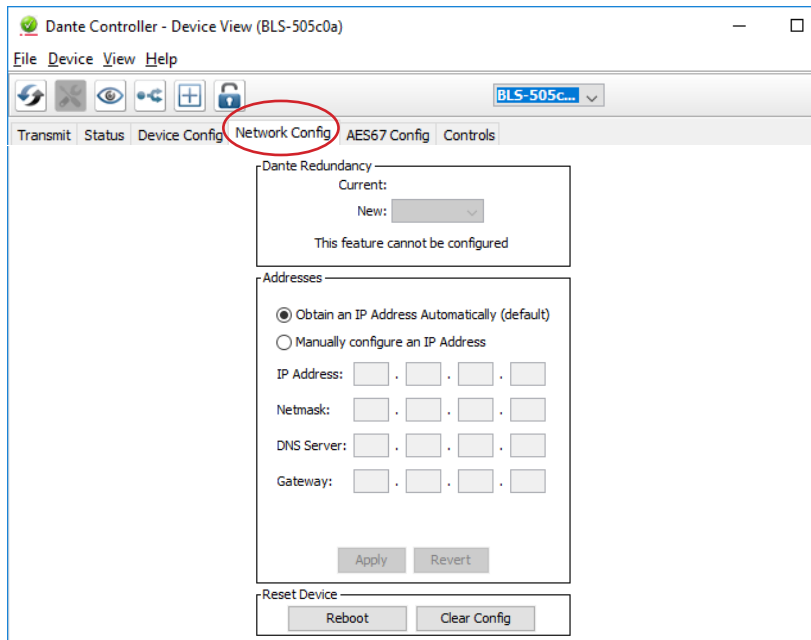 Dante Controller - Device View (BLS-505c0a)
File Device View Help
BLS-505c...
Transmit Status Device Config Network Config AES67 Config Controls
Dante Redundancy
Current:
New:
This feature cannot be configured
Addresses
Obtain an IP Address Automatically (default)
Manually configure an IP Address
IP Address: . . .
Netmask: . . .
DNS Server: . . .
Gateway: . . .
Apply Revert
Reset Device
Reboot Clear Config